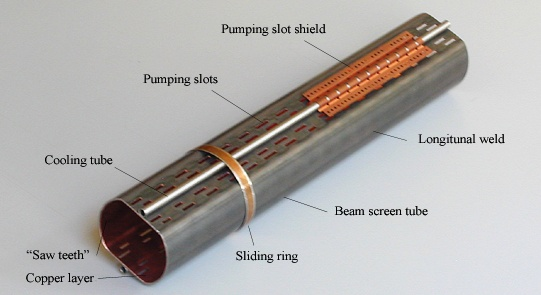 Pumping slot shield
Pumping slots
Longitunal weld
Cooling tube
Beam screen tube
“Saw teeth”
Sliding ring
Copper layer